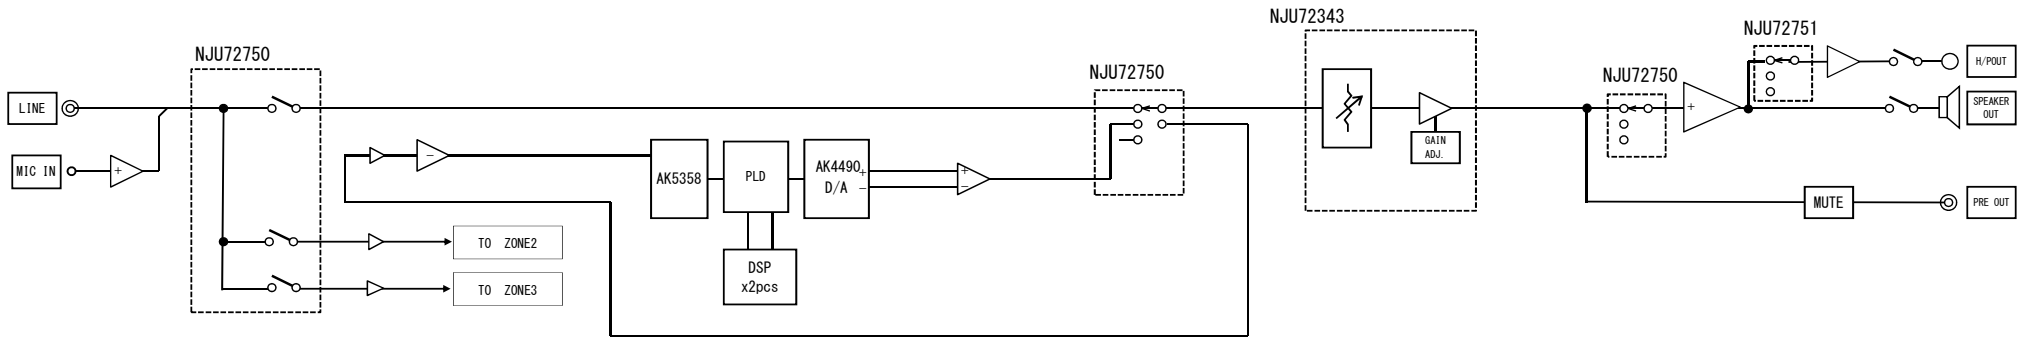 NJU72343
NJU72751
NJU72750
NJU72750
NJU72750
H/POUT
LINE
SPEAKER
OUT
+
GAIN
ADJ.
MIC IN
+
-
AK5358
PLD
AK4490
D/A
+
-
+
-
MUTE
PRE OUT
TO ZONE2
DSP
x2pcs
TO ZONE3